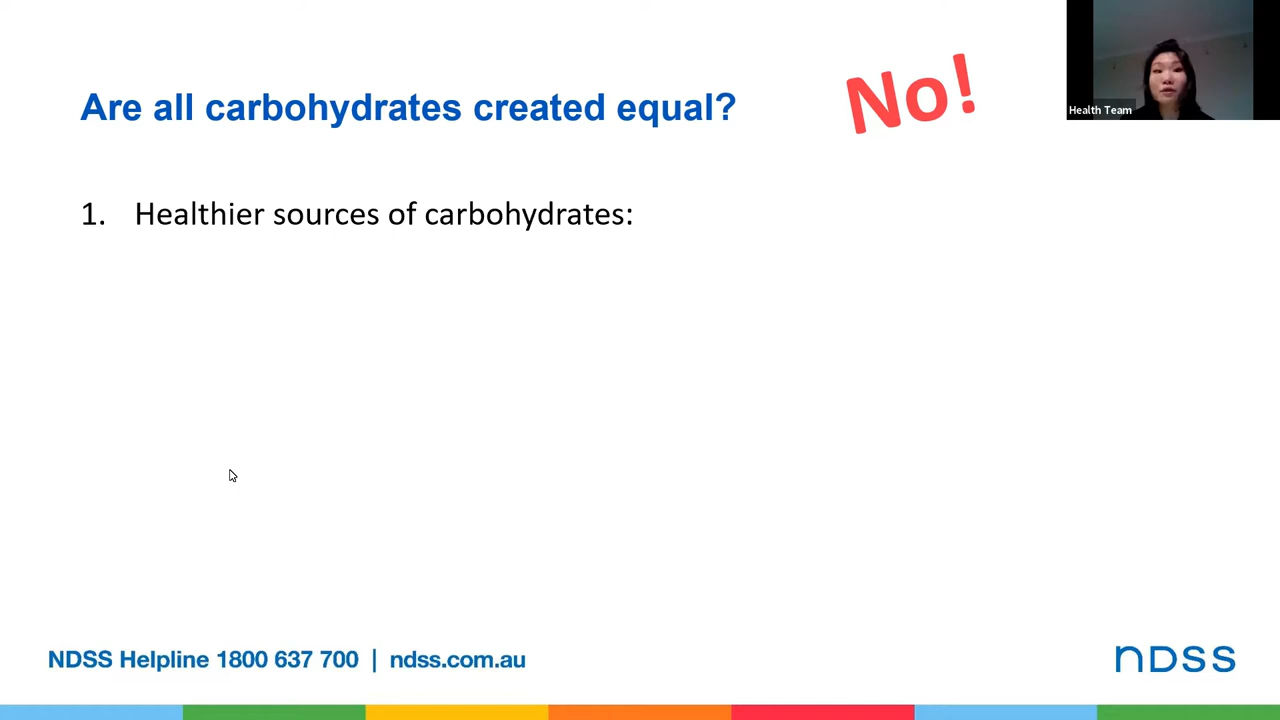 Are all carbohydrates created equal?
No!
Health Team
1. Healthier sources of carbohydrates:
NDSS Helpline 1800 637 700 | ndss.com.au
ndss